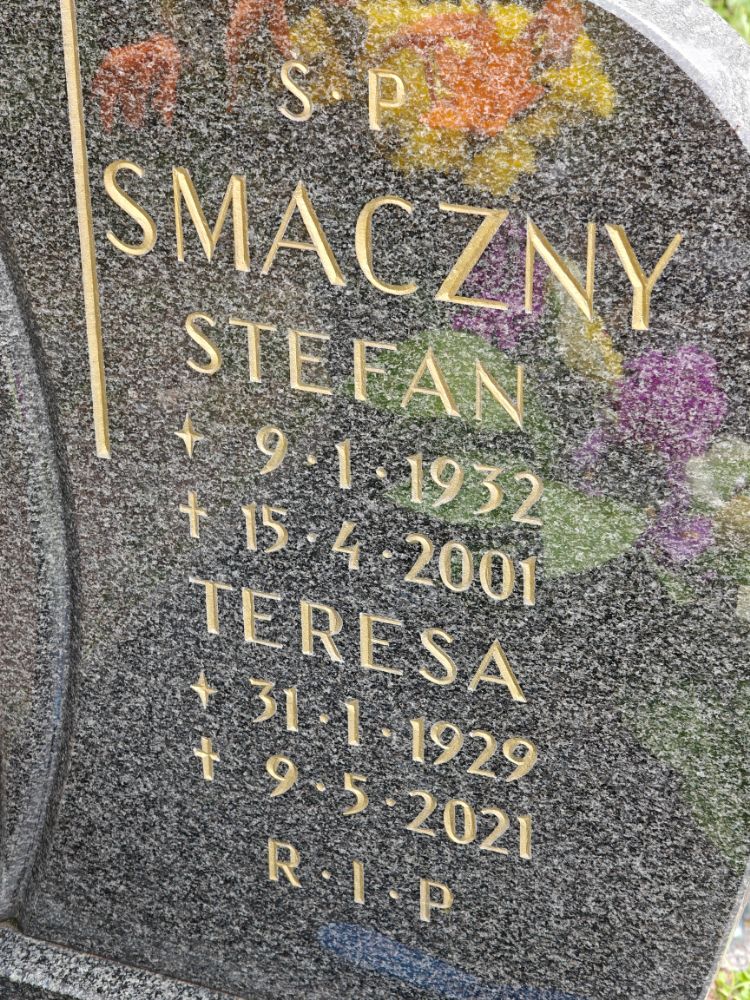 S·P
SMACZNY
STEFAN
9·1·1932
† 15·4·2001
TERESA
31·1·1929
† 9·5·2021
R·I·P